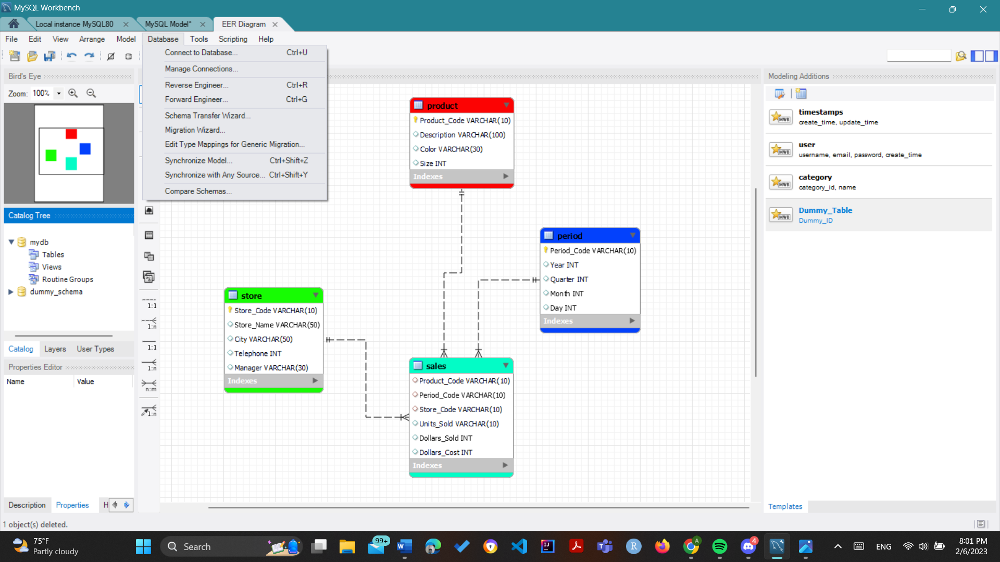 MySQL Workbench
Local instance MySQL80
MySQL Model*
EER Diagram
File Edit View Arrange Model Database Tools Scripting Help
Connect to Database... Ctrl+U
Manage Connections...
Reverse Engineer... Ctrl+R
Forward Engineer... Ctrl+G
Schema Transfer Wizard...
Migration Wizard...
Edit Type Mappings for Generic Migration...
Synchronize Model... Ctrl+Shift+Z
Synchronize with Any Source... Ctrl+Shift+Y
Compare Schemas...
Bird's Eye
Zoom: 100%
Catalog Tree
mydb
Tables
Views
Routine Groups
dummy_schema
Catalog Layers User Types
Properties Editor
Name Value
Description Properties H
1 object(s) deleted.
1:1
1:n
1:1
1:n
n:m
1:n
product
Product_Code VARCHAR(10)
Description VARCHAR(100)
Color VARCHAR(30)
Size INT
Indexes
period
Period_Code VARCHAR(10)
Year INT
Quarter INT
Month INT
Day INT
Indexes
store
Store_Code VARCHAR(10)
Store_Name VARCHAR(50)
City VARCHAR(50)
Telephone INT
Manager VARCHAR(30)
Indexes
sales
Product_Code VARCHAR(10)
Period_Code VARCHAR(10)
Store_Code VARCHAR(10)
Units_Sold VARCHAR(10)
Dollars_Sold INT
Dollars_Cost INT
Indexes
Modeling Additions
MWB
timestamps
create_time, update_time
MWB
user
username, email, password, create_time
MWB
category
category_id, name
MWB
Dummy_Table
Dummy_ID
Templates
75°F
Partly cloudy
Search
99+
W
IJ
T
R
A
4
ENG
8:01 PM
2/6/2023